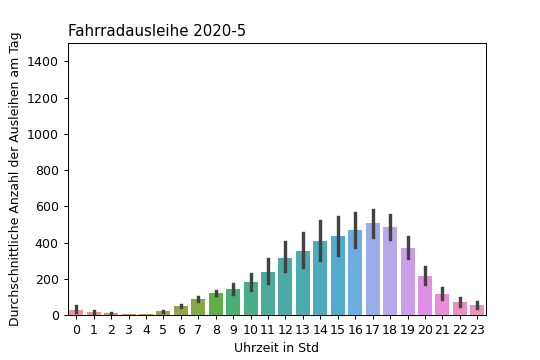 Fahrradausleihe 2020-5
Durchschnittliche Anzahl der Ausleihen am Tag
1400
1200
1000
800
600
400
200
0
0 1 2 3 4 5 6 7 8 9 10 11 12 13 14 15 16 17 18 19 20 21 22 23
Uhrzeit in Std